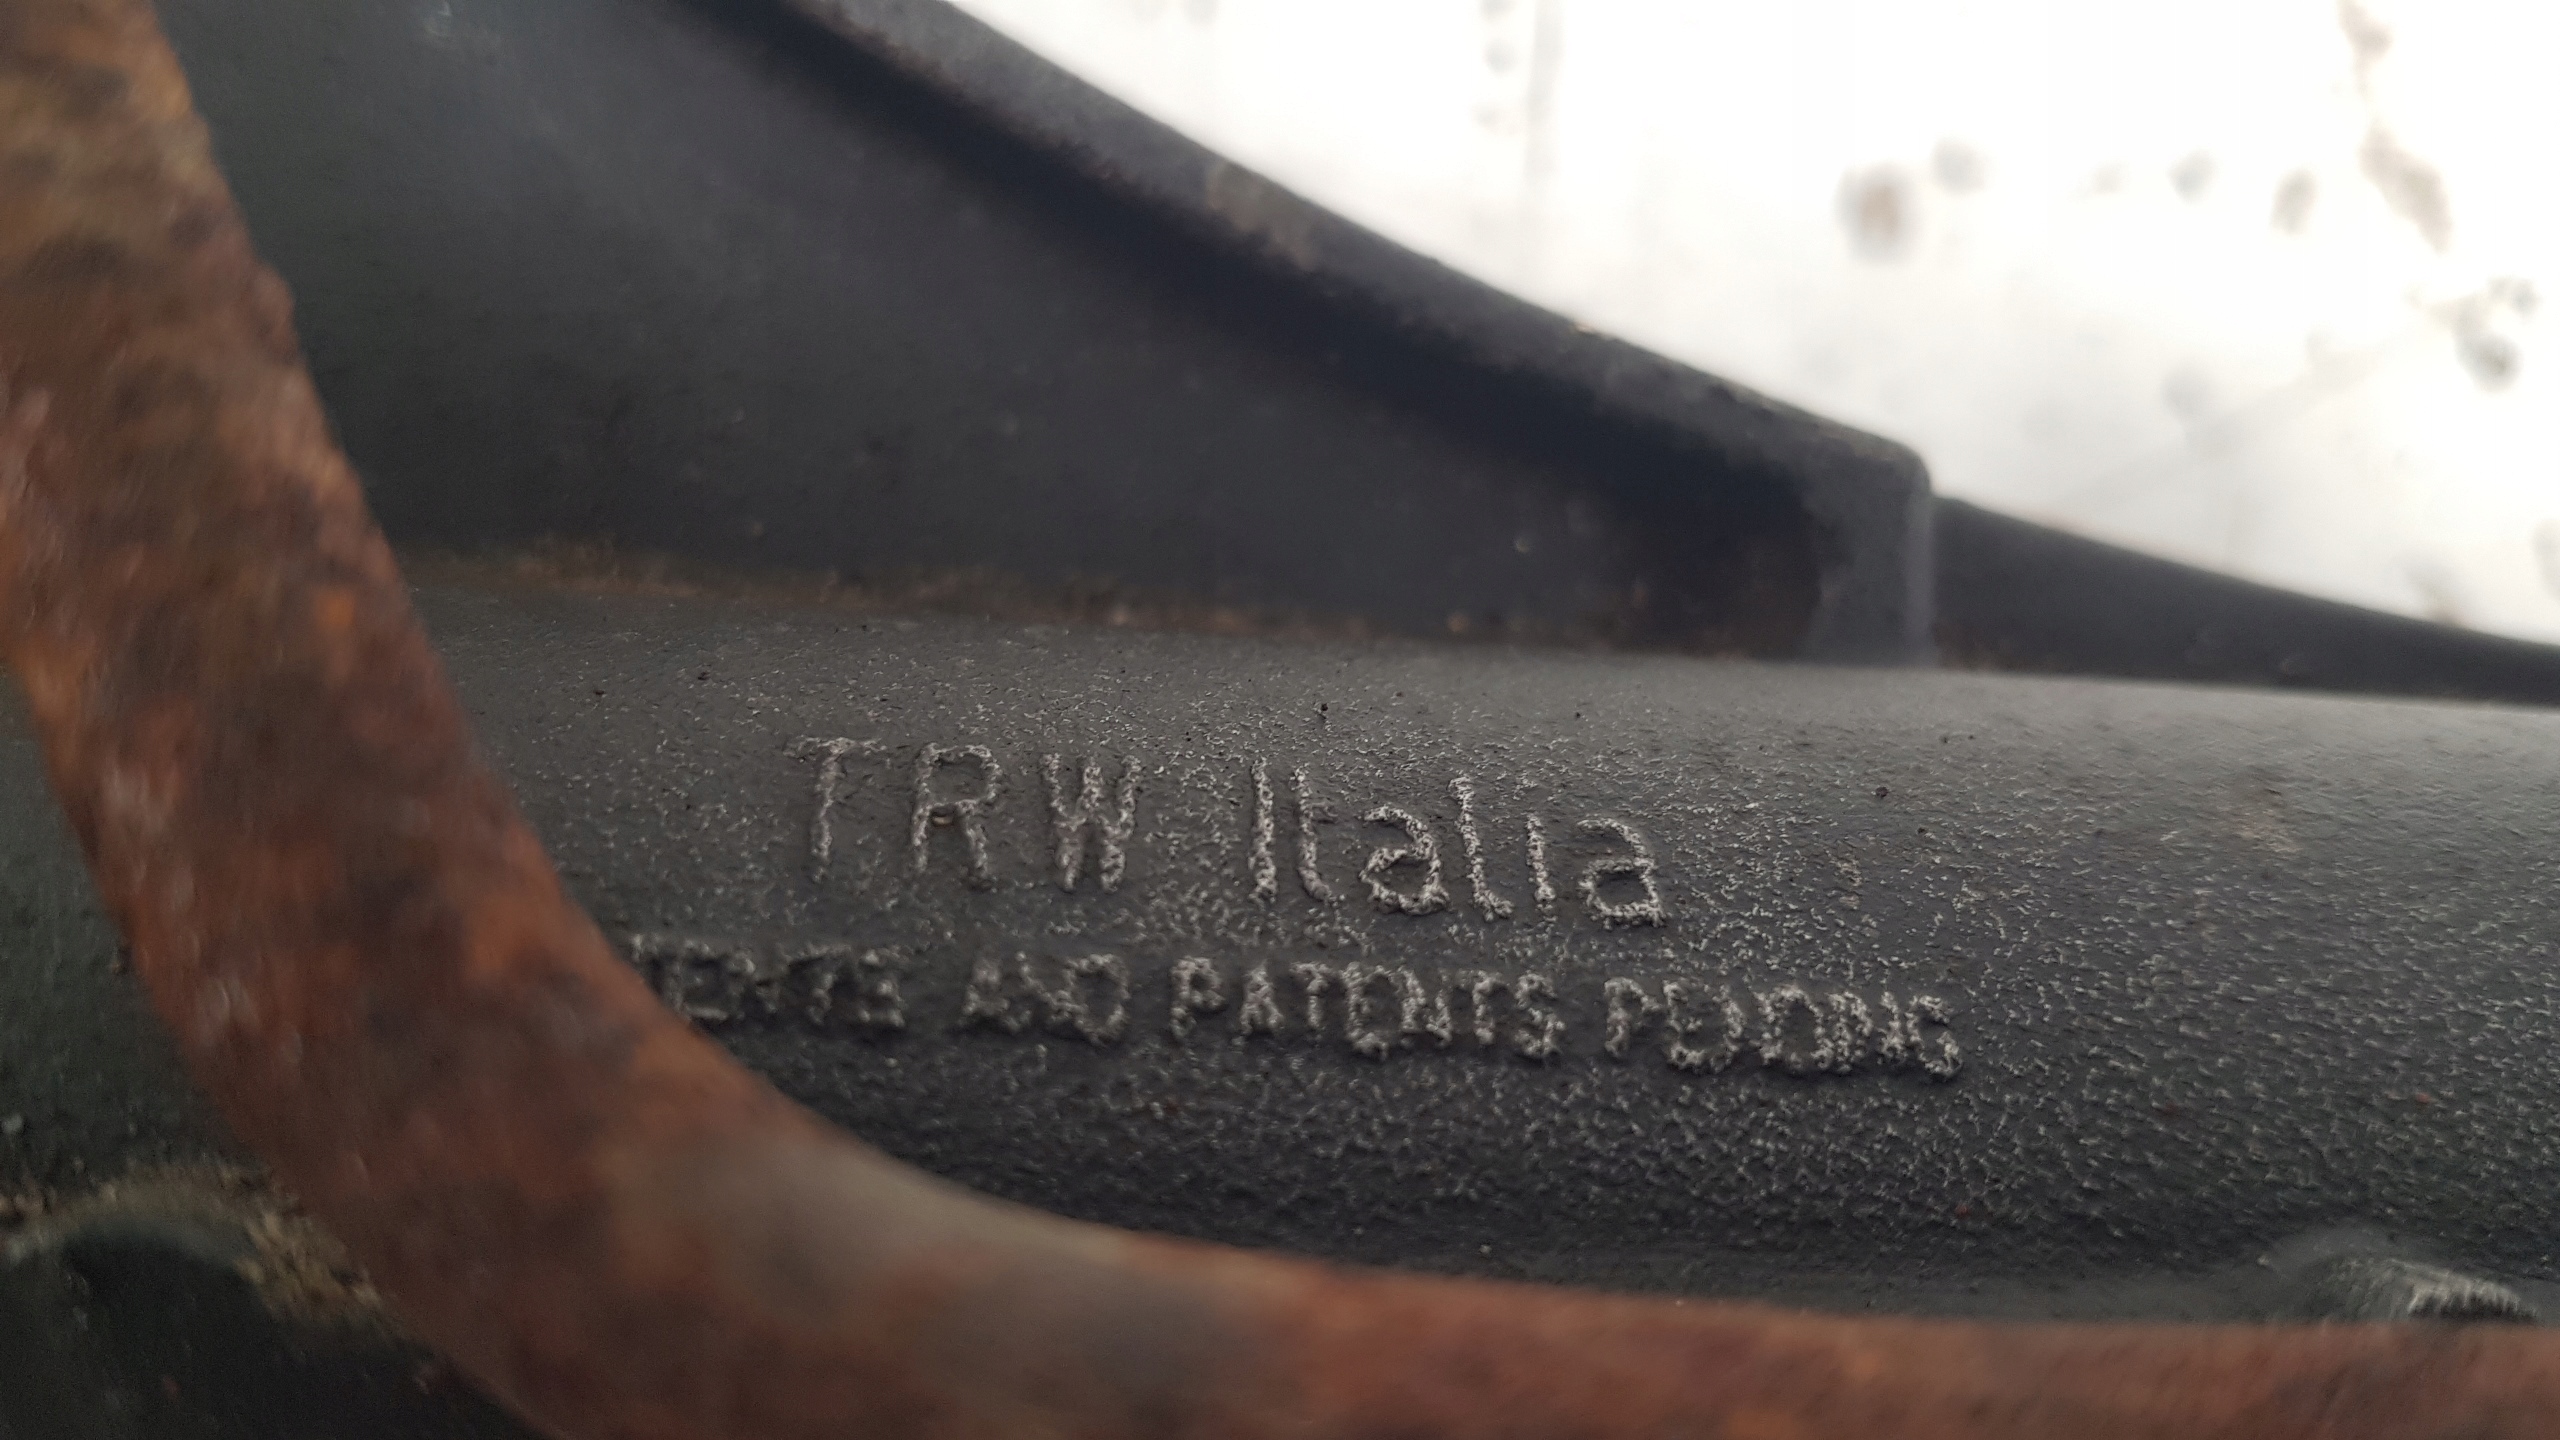 TRW Italia
AND PATENTS PENDING